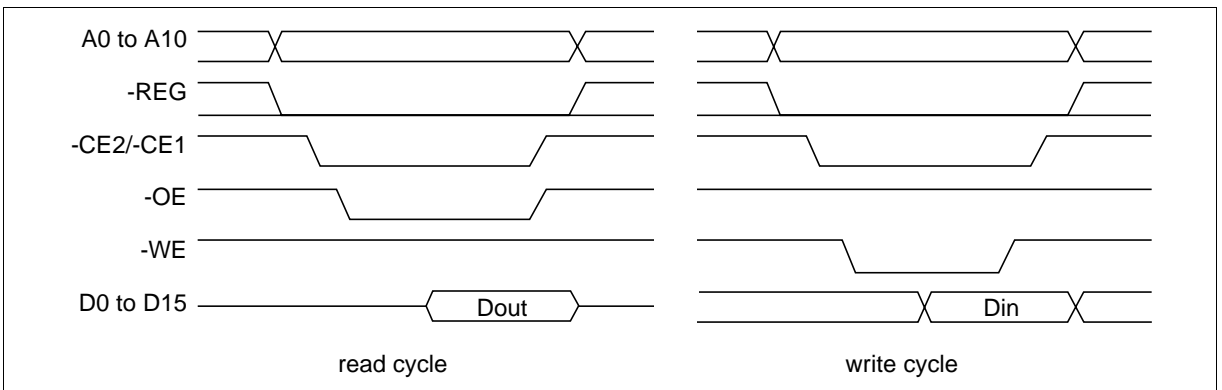 A0 to A10
-REG
-CE2/-CE1
-OE
-WE
D0 to D15
Dout
Din
read cycle
write cycle